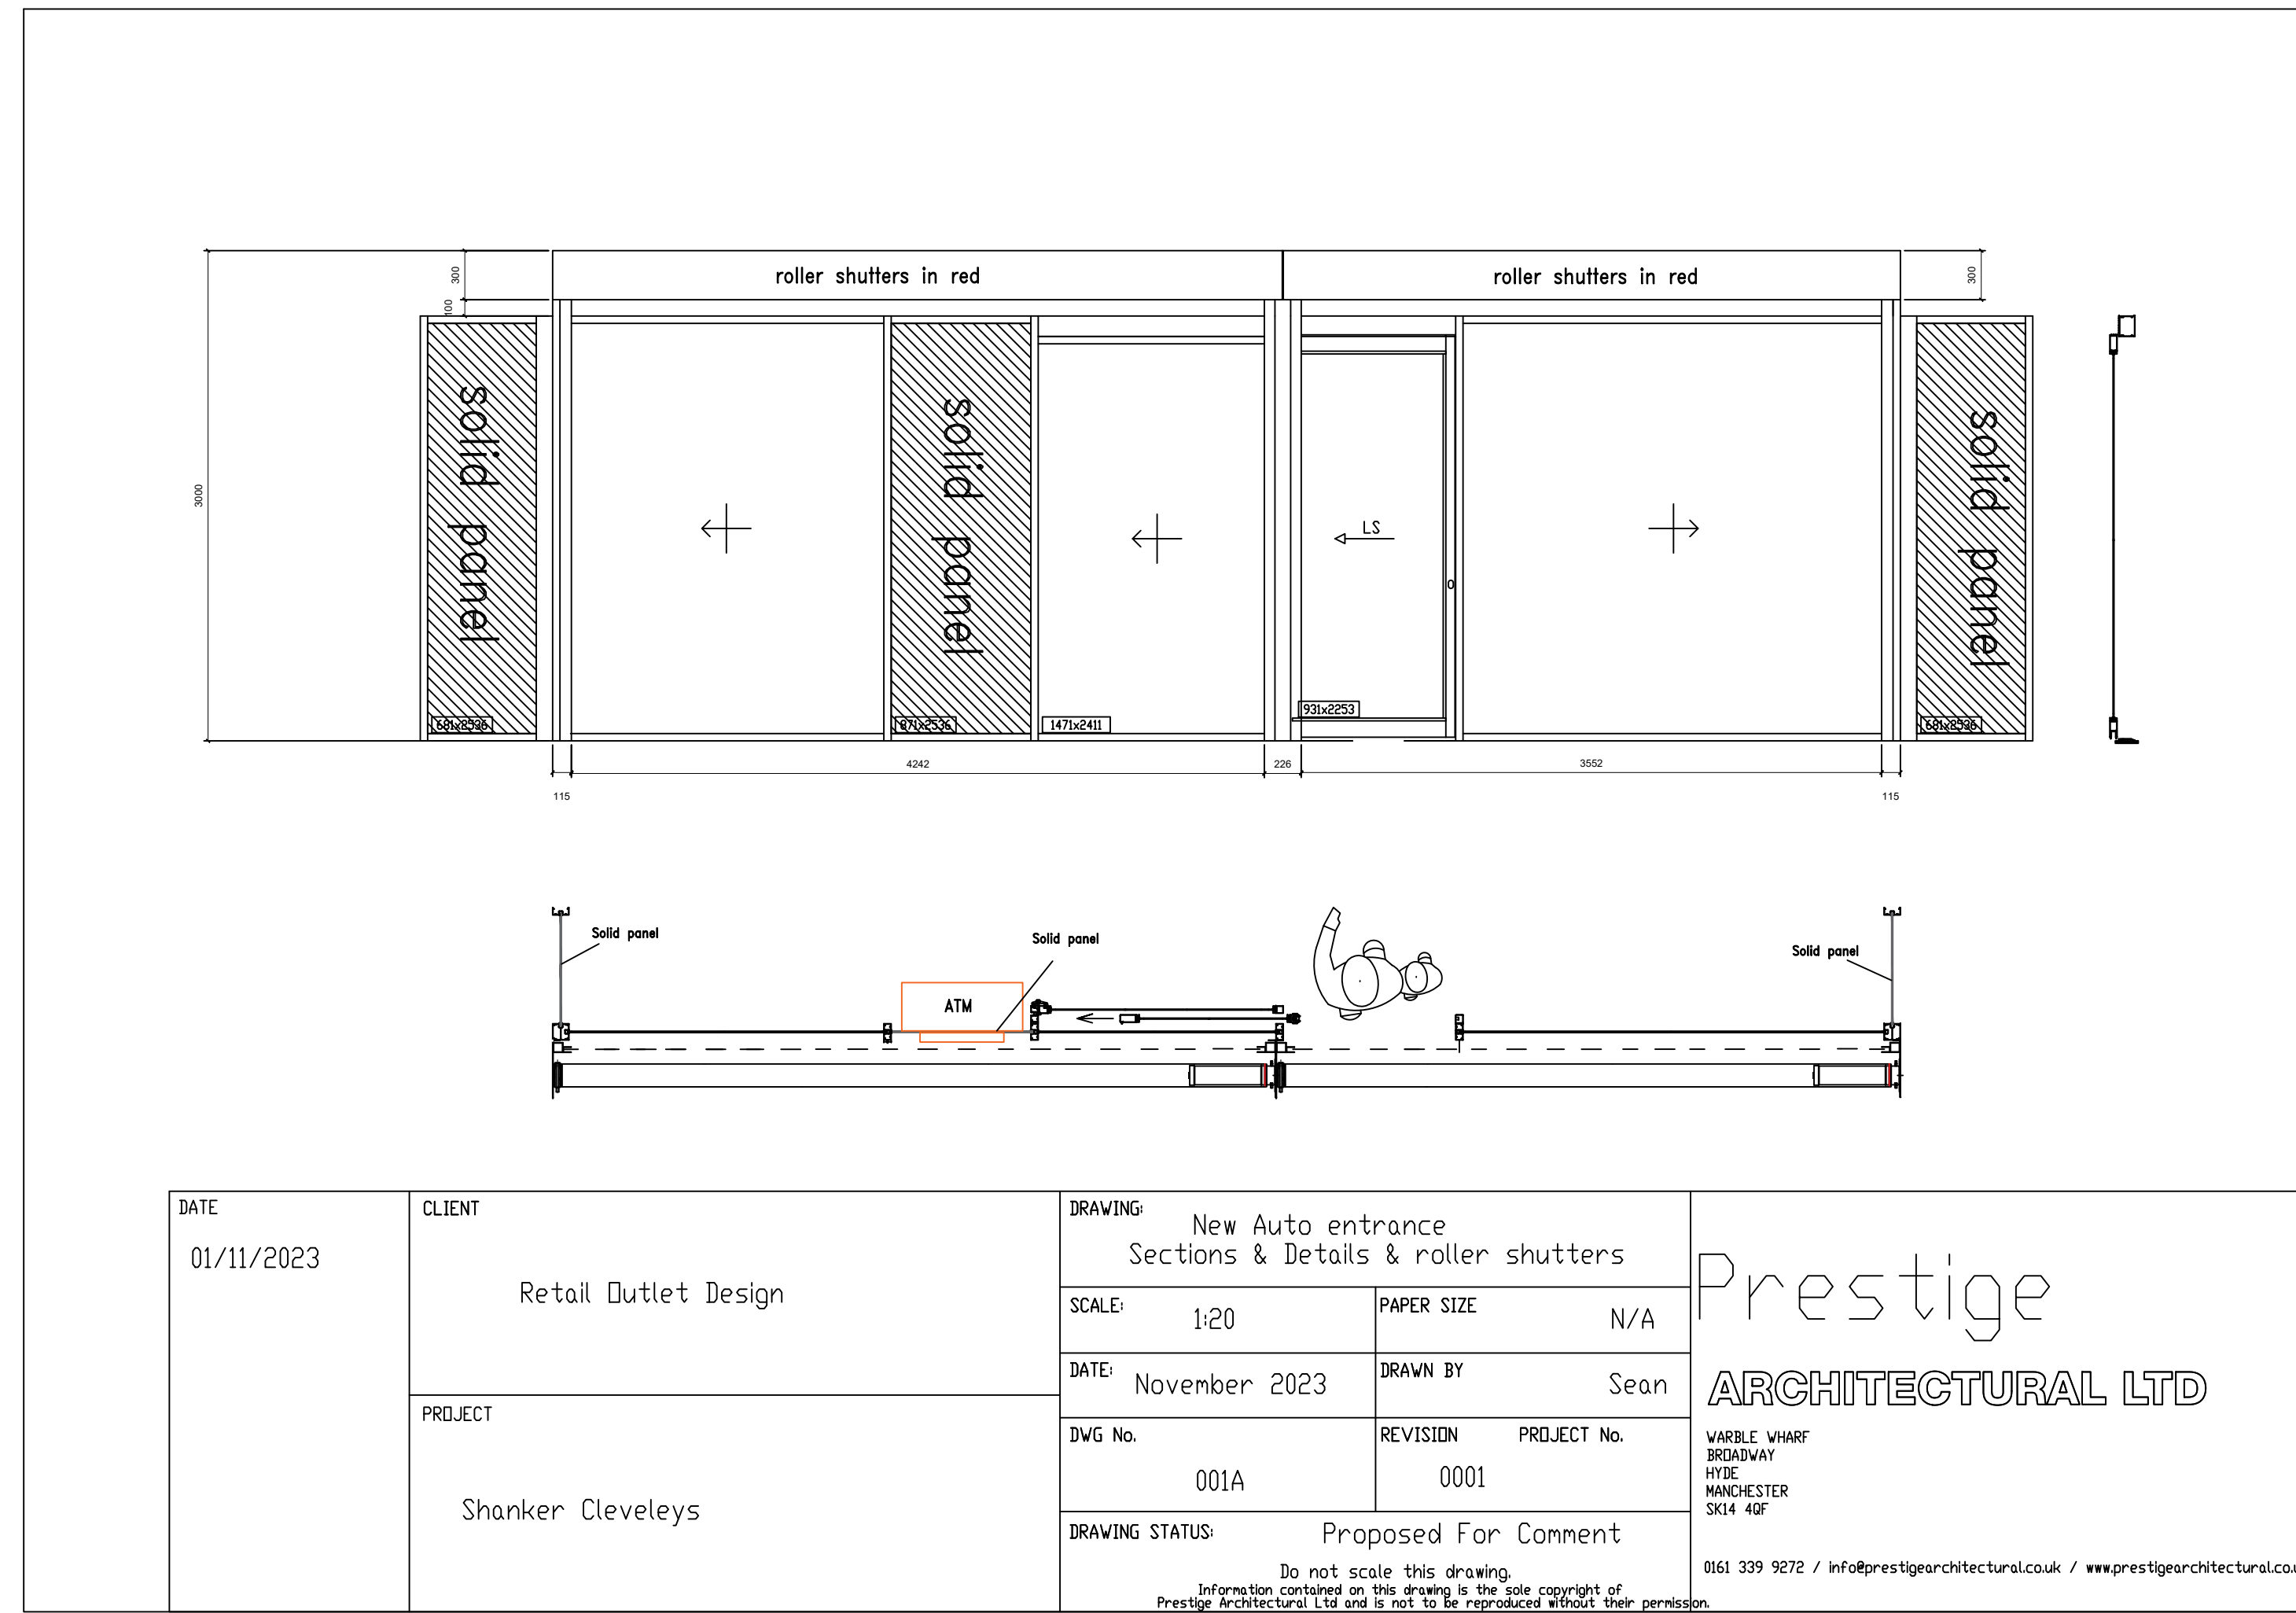 roller shutters in red
roller shutters in red
300
100
300
3000
solid panel
solid panel
solid panel
LS
681x2536
871x2536
1471x2411
931x2253
681x2536
4242
226
3552
115
115
Solid panel
Solid panel
Solid panel
ATM
DATE
01/11/2023
CLIENT
Retail Outlet Design
PROJECT
Shanker Cleveleys
DRAWING:
New Auto entrance
Sections & Details & roller shutters
SCALE:
1:20
PAPER SIZE
N/A
DATE:
November 2023
DRAWN BY
Sean
DWG No.
001A
REVISION
0001
PROJECT No.
DRAWING STATUS:
Proposed For Comment
Do not scale this drawing.
Information contained on this drawing is the sole copyright of
Prestige Architectural Ltd and is not to be reproduced without their permission.
Prestige
ARCHITECTURAL LTD
WARBLE WHARF
BROADWAY
HYDE
MANCHESTER
SK14 4QF
0161 339 9272 / info@prestigearchitectural.co.uk / www.prestigearchitectural.co.u